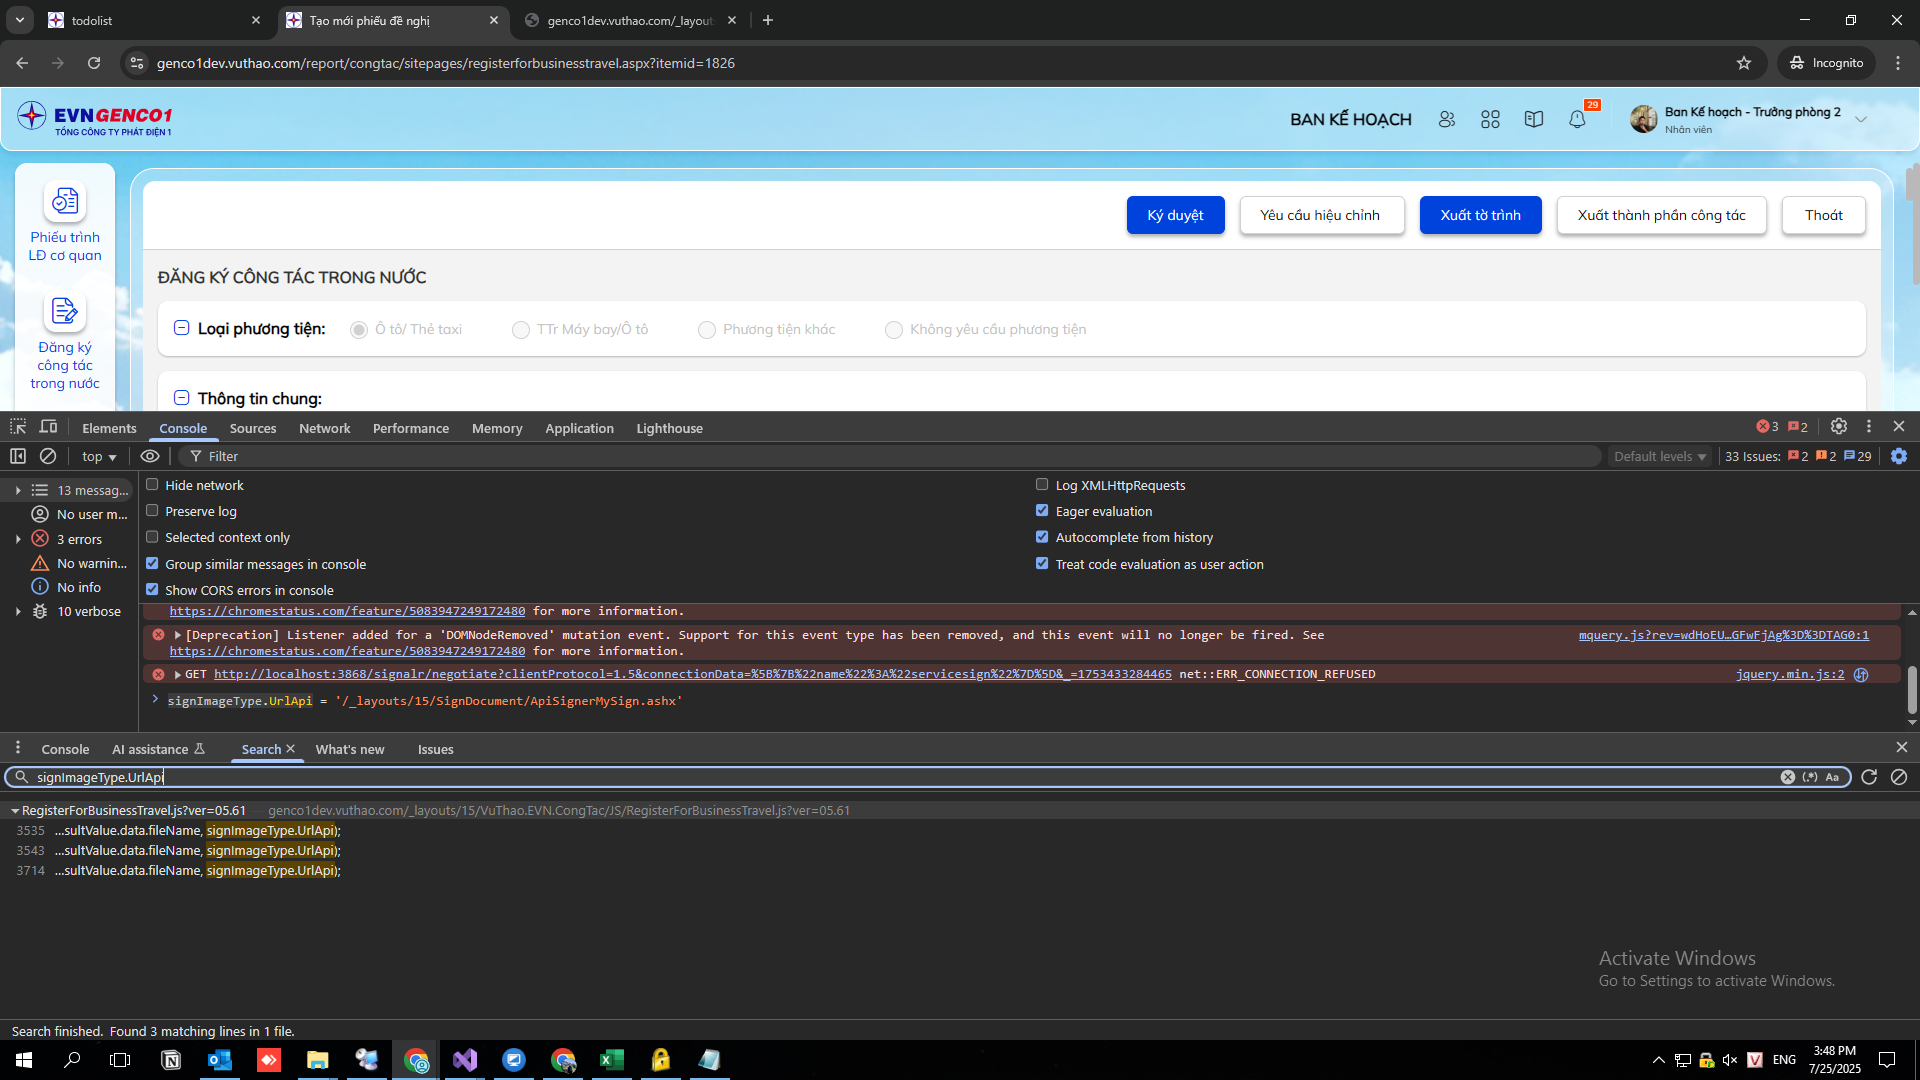 todolist
Tạo mới phiếu đề nghị
genco1dev.vuthao.com/_layout
genco1dev.vuthao.com/report/congtac/sitepages/registerforbusinesstravel.aspx?itemid=1826
Incognito
EVNGENCO1
TỔNG CÔNG TY PHÁT ĐIỆN 1
BAN KẾ HOẠCH
29
Ban Kế hoạch - Trưởng phòng 2
Nhân viên
Phiếu trình
LĐ cơ quan
Đăng ký
công tác
trong nước
Ký duyệt
Yêu cầu hiệu chỉnh
Xuất tờ trình
Xuất thành phần công tác
Thoát
ĐĂNG KÝ CÔNG TÁC TRONG NƯỚC
Loại phương tiện:
Ô tô/ Thẻ taxi
TTr Máy bay/Ô tô
Phương tiện khác
Không yêu cầu phương tiện
Thông tin chung:
Elements
Console
Sources
Network
Performance
Memory
Application
Lighthouse
3
2
top
Filter
Default levels
33 Issues:
2
2
29
13 messag...
No user m...
3 errors
No warnin...
No info
10 verbose
Hide network
Preserve log
Selected context only
Group similar messages in console
Show CORS errors in console
Log XMLHttpRequests
Eager evaluation
Autocomplete from history
Treat code evaluation as user action
https://chromestatus.com/feature/5083947249172480 for more information.
[Deprecation] Listener added for a 'DOMNodeRemoved' mutation event. Support for this event type has been removed, and this event will no longer be fired. See
https://chromestatus.com/feature/5083947249172480 for more information.
mquery.js?rev=wdHoEU…GFwFjAg%3D%3DTAG0:1
GET http://localhost:3868/signalr/negotiate?clientProtocol=1.5&connectionData=%5B%7B%22name%22%3A%22servicesign%22%7D%5D&_=1753433284465 net::ERR_CONNECTION_REFUSED
jquery.min.js:2
signImageType.UrlApi = '/_layouts/15/SignDocument/ApiSignerMySign.ashx'
Console
AI assistance
Search
What's new
Issues
signImageType.UrlApi
(.*)
Aa
RegisterForBusinessTravel.js?ver=05.61
genco1dev.vuthao.com/_layouts/15/VuThao.EVN.CongTac/JS/RegisterForBusinessTravel.js?ver=05.61
3535 ...sultValue.data.fileName, signImageType.UrlApi);
3543 ...sultValue.data.fileName, signImageType.UrlApi);
3714 ...sultValue.data.fileName, signImageType.UrlApi);
Activate Windows
Go to Settings to activate Windows.
Search finished. Found 3 matching lines in 1 file.
ENG
3:48 PM
7/25/2025